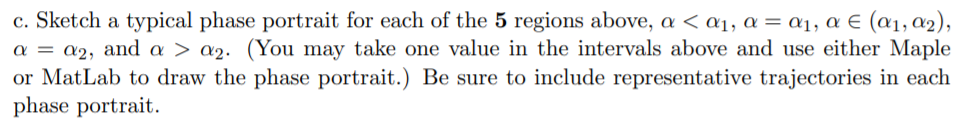 c. Sketch a typical phase portrait for each of the 5 regions above, α < α₁, α = α₁, α ∈ (α₁, α₂),
α = α₂, and α > α₂. (You may take one value in the intervals above and use either Maple
or MatLab to draw the phase portrait.) Be sure to include representative trajectories in each
phase portrait.